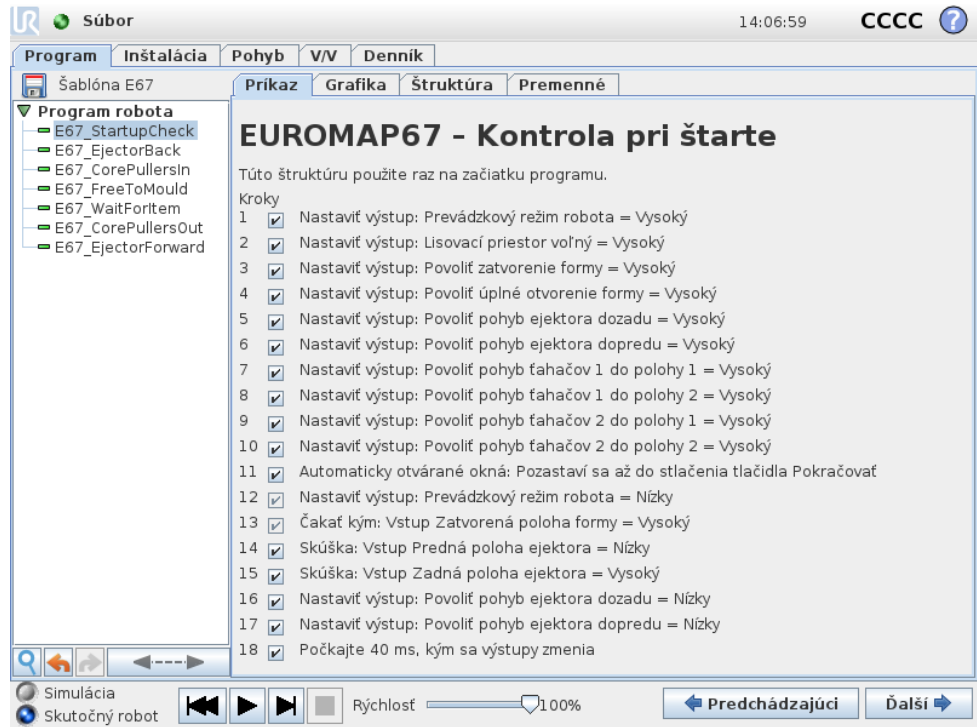 UR Súbor 14:06:59 CCCC ?
Program Inštalácia Pohyb V/V Denník
Šablóna E67
Príkaz Grafika Štruktúra Premenné
Program robota
E67_StartupCheck
E67_EjectorBack
E67_CorePullersIn
E67_FreeToMould
E67_WaitForItem
E67_CorePullersOut
E67_EjectorForward
EUROMAP67 - Kontrola pri štarte
Túto štruktúru použite raz na začiatku programu.
Kroky
1 Nastaviť výstup: Prevádzkový režim robota = Vysoký
2 Nastaviť výstup: Lisovací priestor voľný = Vysoký
3 Nastaviť výstup: Povoliť zatvorenie formy = Vysoký
4 Nastaviť výstup: Povoliť úplné otvorenie formy = Vysoký
5 Nastaviť výstup: Povoliť pohyb ejektora dozadu = Vysoký
6 Nastaviť výstup: Povoliť pohyb ejektora dopredu = Vysoký
7 Nastaviť výstup: Povoliť pohyb ťahačov 1 do polohy 1 = Vysoký
8 Nastaviť výstup: Povoliť pohyb ťahačov 1 do polohy 2 = Vysoký
9 Nastaviť výstup: Povoliť pohyb ťahačov 2 do polohy 1 = Vysoký
10 Nastaviť výstup: Povoliť pohyb ťahačov 2 do polohy 2 = Vysoký
11 Automaticky otvárané okná: Pozastaví sa až do stlačenia tlačidla Pokračovať
12 Nastaviť výstup: Prevádzkový režim robota = Nízky
13 Čakať kým: Vstup Zatvorená poloha formy = Vysoký
14 Skúška: Vstup Predná poloha ejektora = Nízky
15 Skúška: Vstup Zadná poloha ejektora = Vysoký
16 Nastaviť výstup: Povoliť pohyb ejektora dozadu = Nízky
17 Nastaviť výstup: Povoliť pohyb ejektora dopredu = Nízky
18 Počkajte 40 ms, kým sa výstupy zmenia
Simulácia
Skutočný robot
Rýchlosť 100%
Predchádzajúci
Ďalší